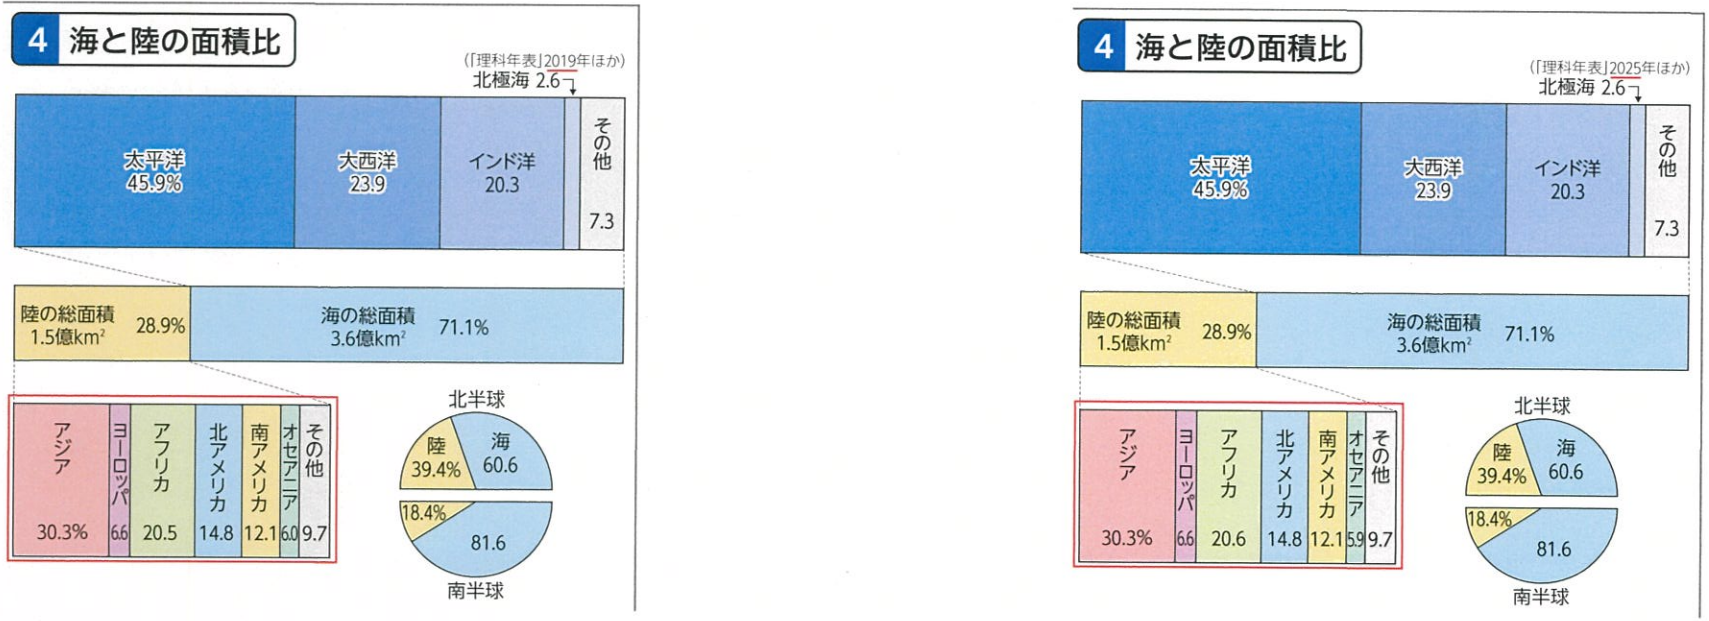 4 海と陸の面積比
(「理科年表」2019年ほか)
北極海 2.6
太平洋
45.9%
大西洋
23.9
インド洋
20.3
その他
7.3
陸の総面積
1.5億km²
28.9%
海の総面積
3.6億km²
71.1%
アジア
30.3%
ヨーロッパ
6.6
アフリカ
20.5
北アメリカ
14.8
南アメリカ
12.1
オセアニア
6.0
その他
9.7
北半球
陸
39.4%
海
60.6
18.4%
81.6
南半球
4 海と陸の面積比
(「理科年表」2025年ほか)
北極海 2.6
太平洋
45.9%
大西洋
23.9
インド洋
20.3
その他
7.3
陸の総面積
1.5億km²
28.9%
海の総面積
3.6億km²
71.1%
アジア
30.3%
ヨーロッパ
6.6
アフリカ
20.6
北アメリカ
14.8
南アメリカ
12.1
オセアニア
5.9
その他
9.7
北半球
陸
39.4%
海
60.6
18.4%
81.6
南半球